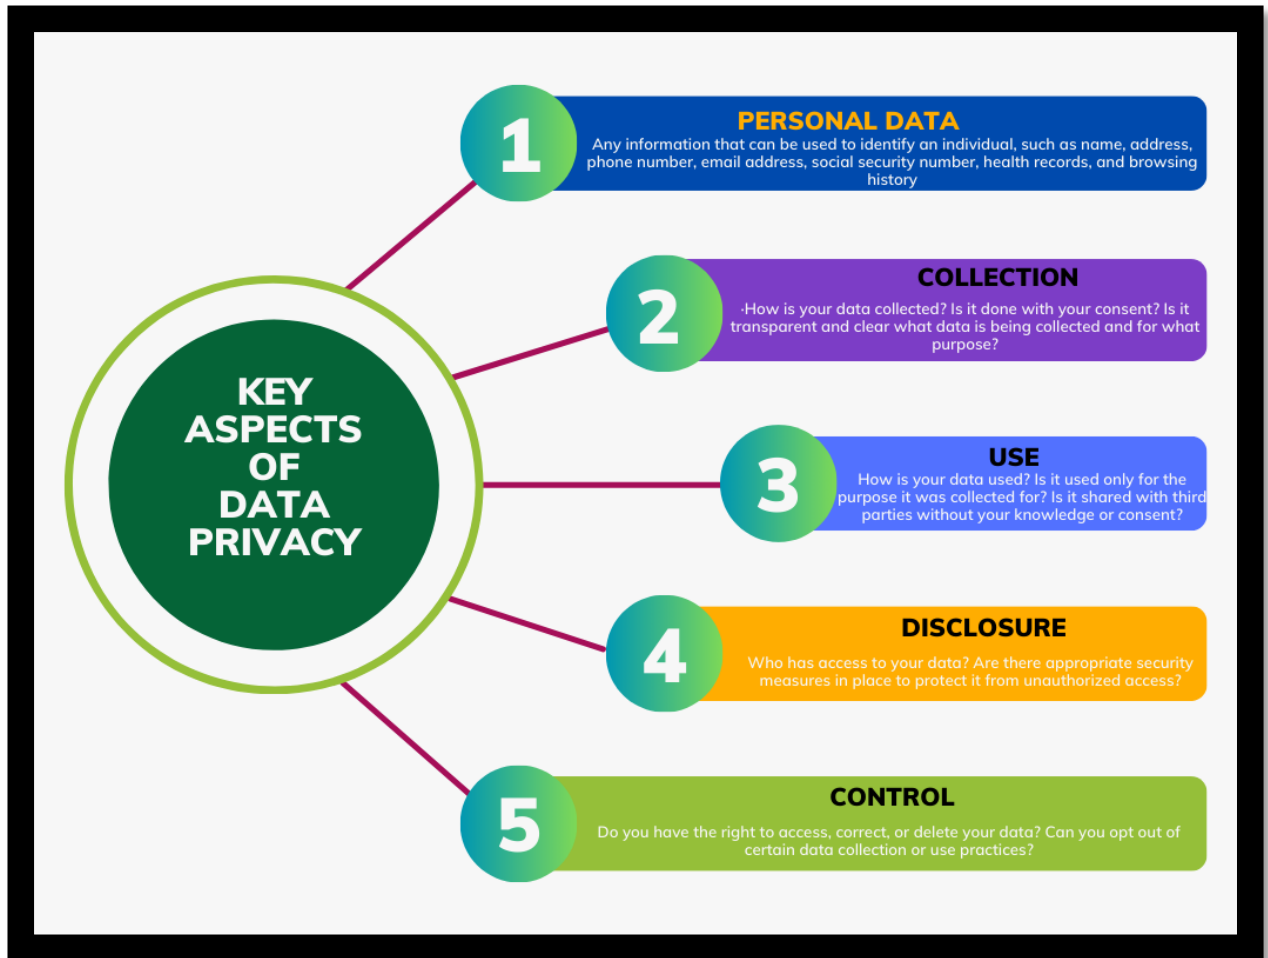 KEY
ASPECTS
OF
DATA
PRIVACY
1
PERSONAL DATA
Any information that can be used to identify an individual, such as name, address,
phone number, email address, social security number, health records, and browsing
history
2
COLLECTION
·How is your data collected? Is it done with your consent? Is it
transparent and clear what data is being collected and for what
purpose?
3
USE
How is your data used? Is it used only for the
purpose it was collected for? Is it shared with third
parties without your knowledge or consent?
4
DISCLOSURE
Who has access to your data? Are there appropriate security
measures in place to protect it from unauthorized access?
5
CONTROL
Do you have the right to access, correct, or delete your data? Can you opt out of
certain data collection or use practices?